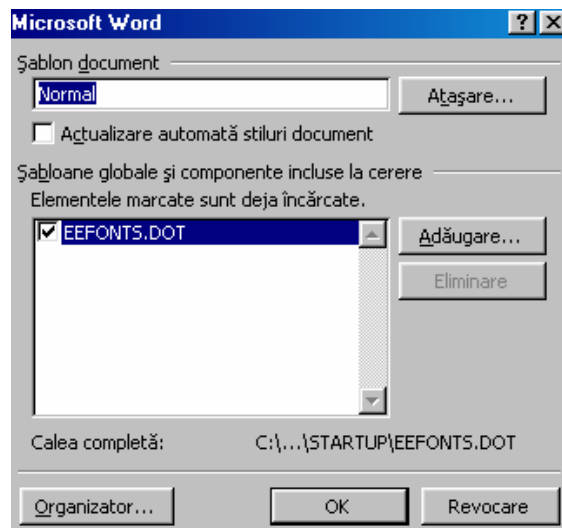 Microsoft Word
Şablon document
Normal
Ataşare...
Actualizare automată stiluri document
Şabloane globale şi componente incluse la cerere
Elementele marcate sunt deja încărcate.
EEFONTS.DOT
Adăugare...
Eliminare
Calea completă: C:\...\STARTUP\EEFONTS.DOT
Organizator... OK Revocare